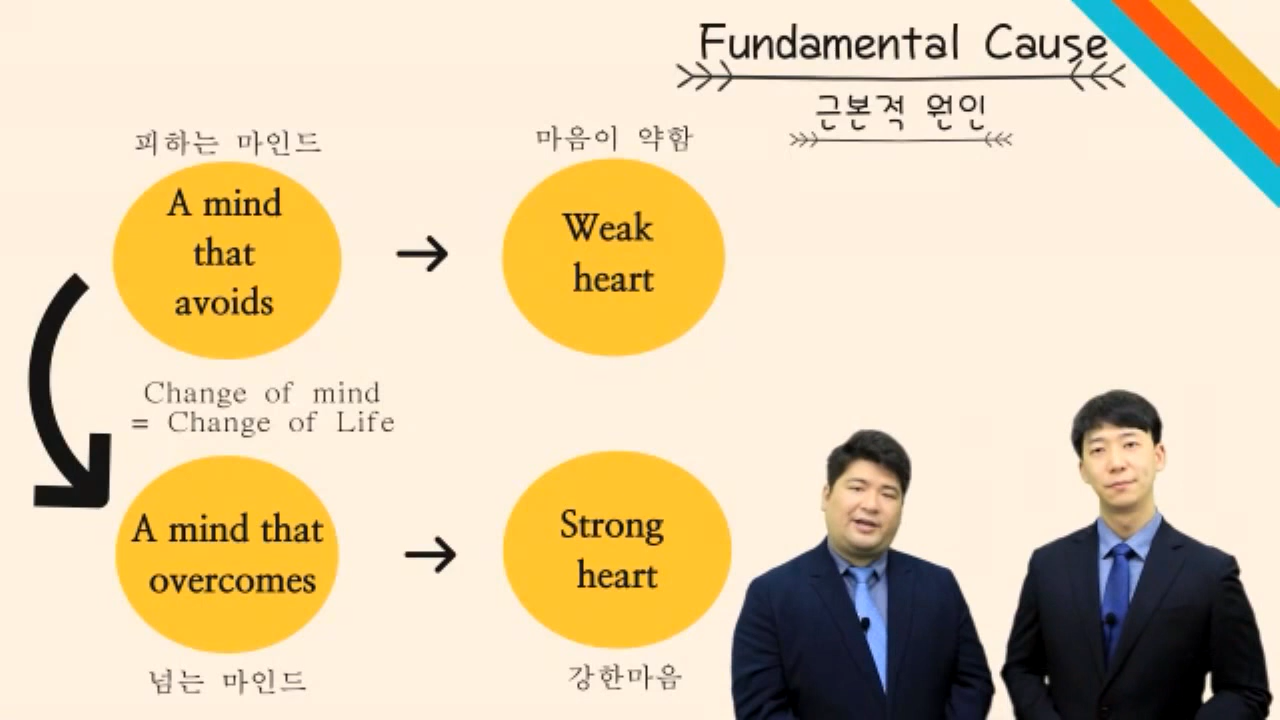 Fundamental Cause
근본적 원인
피하는 마인드
마음이 약함
A mind
that
avoids
→
Weak
heart
Change of mind
= Change of Life
A mind that
overcomes
→
Strong
heart
넘는 마인드
강한마음